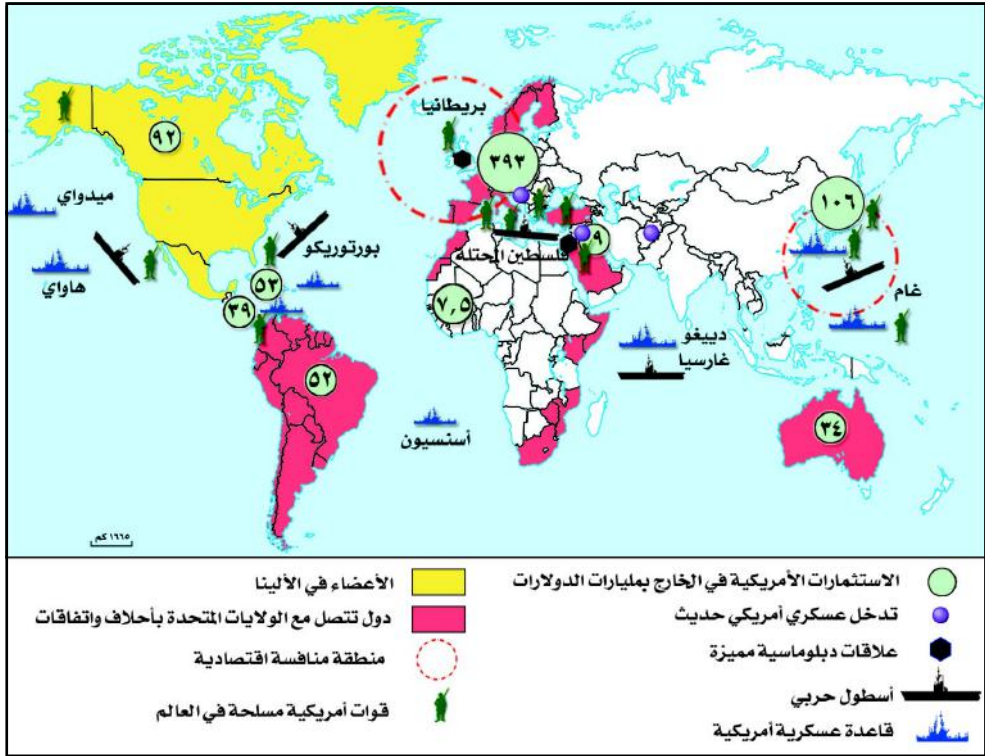 بريطانيا
٩٢
٣٩٣
ميدواي
١٠٦
بورتوريكو
فلسطين المحتلة
٩
هاواي
٥٣
غام
٣٩
٧,٥
دييغو
غارسيا
٥٢
أسنسيون
٣٤
١٦٦٥ كم
الاستثمارات الأمريكية في الخارج بمليارات الدولارات
تدخل عسكري أمريكي حديث
علاقات دبلوماسية مميزة
أسطول حربي
قاعدة عسكرية أمريكية
الأعضاء في الألينا
دول تتصل مع الولايات المتحدة بأحلاف واتفاقات
منطقة منافسة اقتصادية
قوات أمريكية مسلحة في العالم